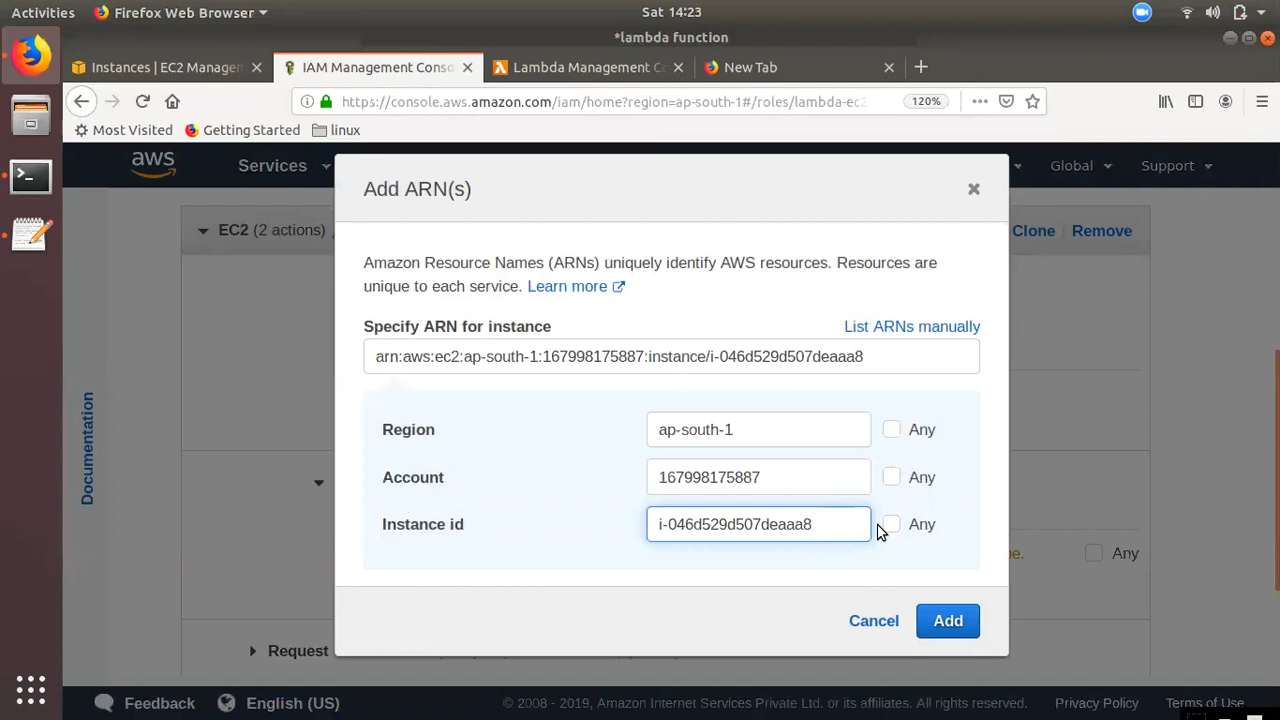 Activities
Firefox Web Browser
Sat 14:23
*lambda function
Instances | EC2 Manager
IAM Management Conso
Lambda Management Co
New Tab
https://console.aws.amazon.com/iam/home?region=ap-south-1#/roles/lambda-ec2
120%
Most Visited
Getting Started
linux
aws
Services
Global
Support
Add ARN(s)
EC2 (2 actions)
Clone
Remove
Amazon Resource Names (ARNs) uniquely identify AWS resources. Resources are
unique to each service. Learn more
Specify ARN for instance
List ARNs manually
arn:aws:ec2:ap-south-1:167998175887:instance/i-046d529d507deaaa8
Documentation
Region
ap-south-1
Any
Account
167998175887
Any
Instance id
i-046d529d507deaaa8
Any
Any
Cancel
Add
Request
Feedback
English (US)
© 2008 - 2019, Amazon Internet Services Private Ltd. or its affiliates. All rights reserved.
Privacy Policy
Terms of Use